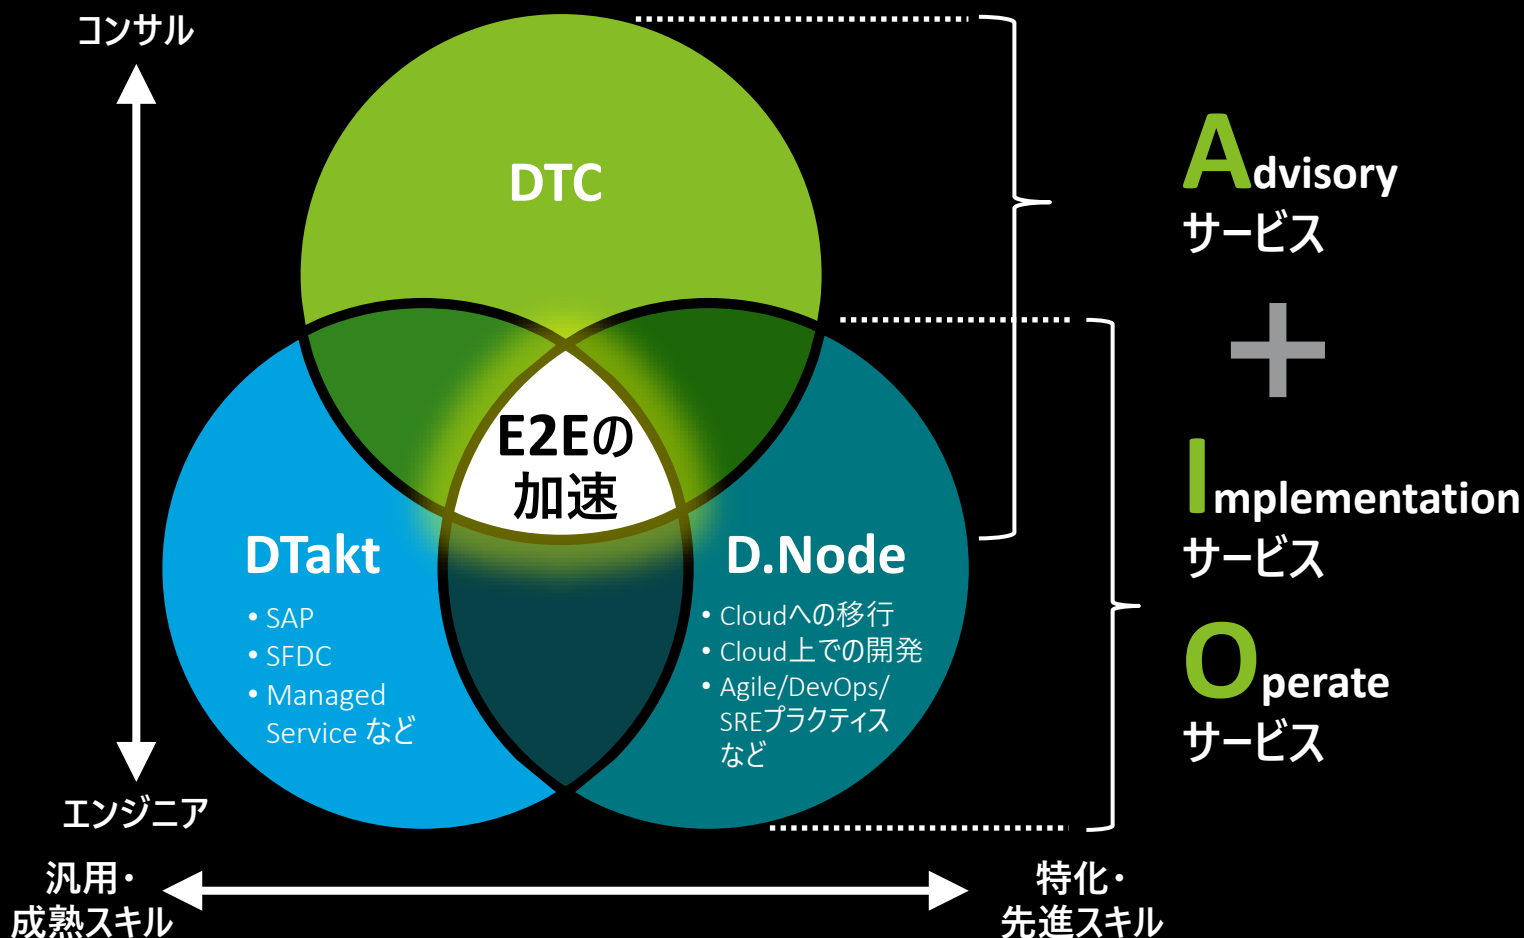 コンサル
DTC
Advisory
サービス
+
E2Eの
加速
DTakt
• SAP
• SFDC
• Managed
Service など
D.Node
• Cloudへの移行
• Cloud上での開発
• Agile/DevOps/
SREプラクティス
など
Implementation
サービス
Operate
サービス
エンジニア
汎用・
成熟スキル
特化・
先進スキル